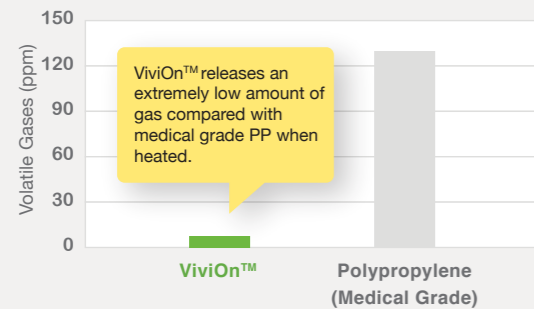 150
120
90
60
30
0
Volatile Gases (ppm)
ViviOn™ releases an
extremely low amount of
gas compared with
medical grade PP when
heated.
ViviOn™
Polypropylene
(Medical Grade)